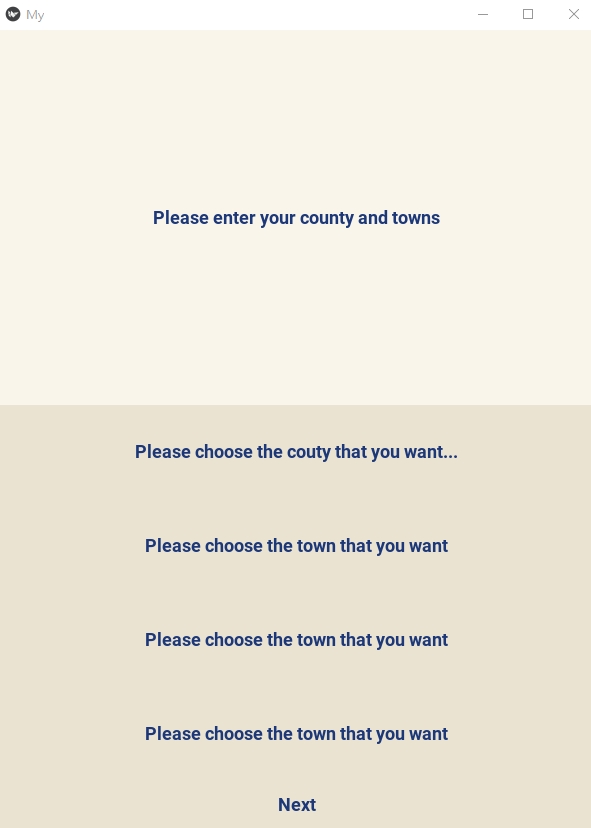 My
Please enter your county and towns
Please choose the couty that you want...
Please choose the town that you want
Please choose the town that you want
Please choose the town that you want
Next